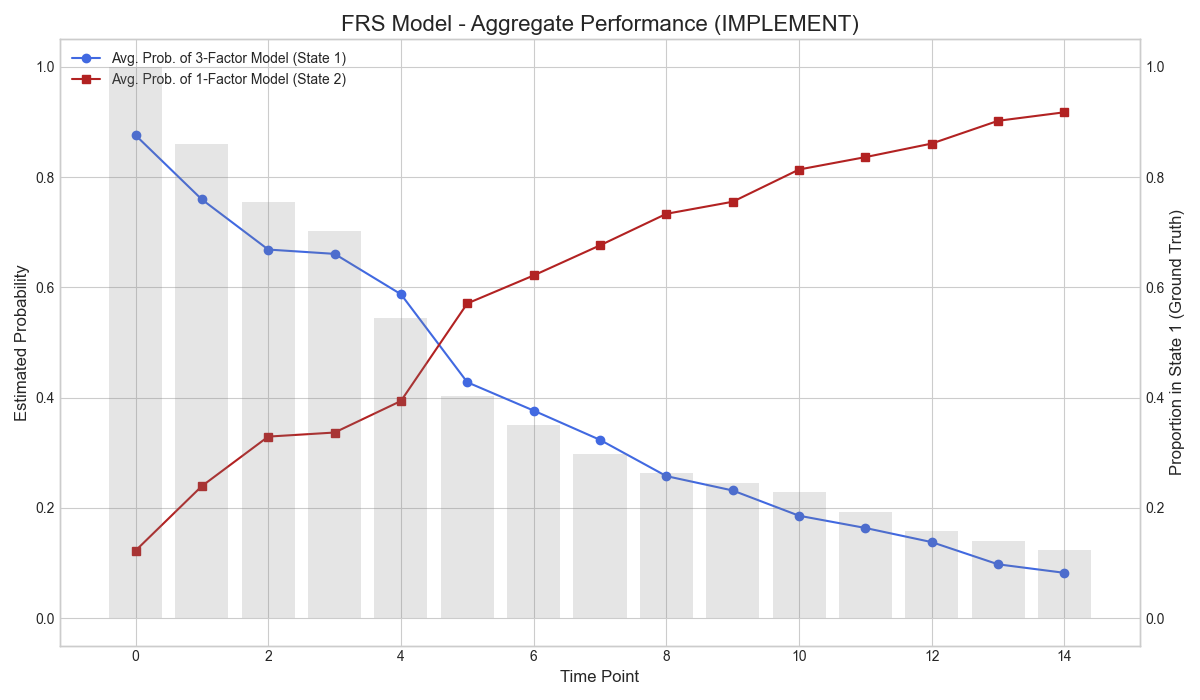 FRS Model - Aggregate Performance (IMPLEMENT)
Avg. Prob. of 3-Factor Model (State 1)
Avg. Prob. of 1-Factor Model (State 2)
Estimated Probability
1.0
0.8
0.6
0.4
0.2
0.0
1.0
0.8
0.6
0.4
0.2
0.0
Proportion in State 1 (Ground Truth)
0 2 4 6 8 10 12 14
Time Point